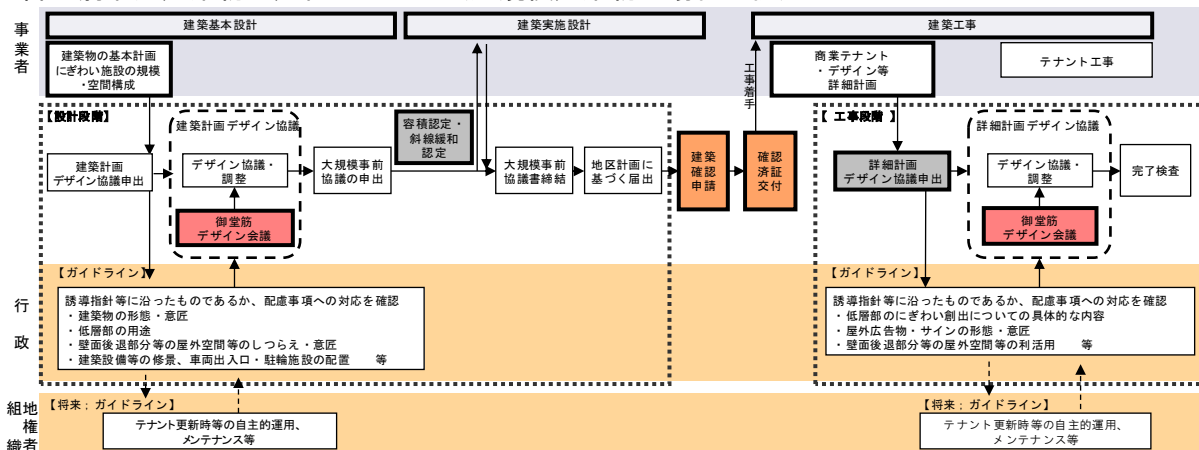 事業者
建築基本設計
建築実施設計
建築工事
建築物の基本計画
にぎわい施設の規模
・空間構成
工事着手
商業テナント
・デザイン等
詳細計画
テナント工事
【設計段階】
建築計画デザイン協議
建築計画
デザイン協議申出
デザイン協議・
調整
御堂筋
デザイン会議
大規模事前
協議の申出
容積認定・
斜線緩和
認定
大規模事前
協議書締結
地区計画に
基づく届出
建築
確認
申請
確認
済証
交付
【 工事段階】
詳細計画デザイン協議
詳細計画
デザイン協議申出
デザイン協議・
調整
御堂筋
デザイン会議
完了検査
行政
【ガイドライン】
誘導指針等に沿ったものであるか、配慮事項への対応を確認
・建築物の形態・意匠
・低層部の用途
・壁面後退部分等の屋外空間等のしつらえ・意匠
・建築設備等の修景、車両出入口・駐輪施設の配置 等
【ガイドライン】
誘導指針等に沿ったものであるか、配慮事項への対応を確認
・低層部のにぎわい創出についての具体的な内容
・屋外広告物・サインの形態・意匠
・壁面後退部分等の屋外空間等の利活用 等
地権者
組織
【将来；ガイドライン】
テナント更新時等の自主的運用、
メンテナンス等
【将来；ガイドライン】
テナント更新時等の自主的運用、
メンテナンス等